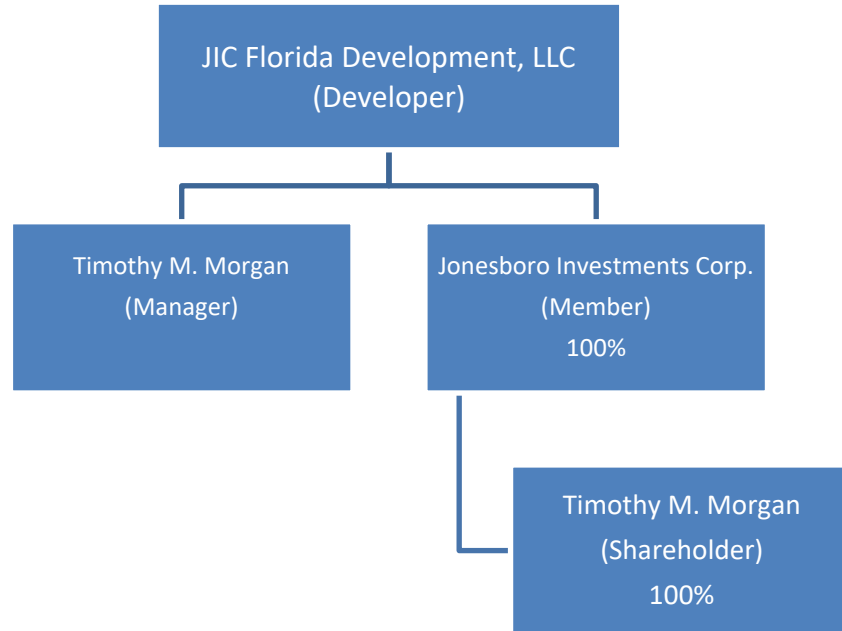 JIC Florida Development, LLC
(Developer)
Timothy M. Morgan
(Manager)
Jonesboro Investments Corp.
(Member)
100%
Timothy M. Morgan
(Shareholder)
100%